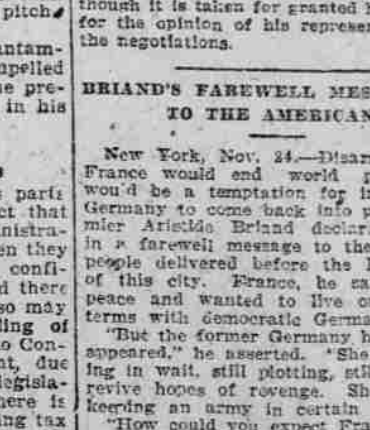 pitch
antam-
mpelled
he pre-
in his
paris
ct that
nistra-
en they
confi-
d there
so may
ling of
o Con-
nt, due
legisla-
here is
ing tax
though it is taken for granted
for the opinion of his represe
the negotiations.
BRIAND'S FAREWELL MES
TO THE AMERICAN
New York, Nov. 24.—Disar
France would end world p
wou'd be a temptation for i
Germany to come back into p
mier Aristide Briand declar
in a farewell message to the
people delivered before the
of this city. France, he sa
peace and wanted to live o
terms with democratic Germa
"But the former Germany h
appeared," he asserted. "She
ing in wait, still plotting, sti
revive hopes of revenge. Sh
keeping an army in certain
"How could you expect Fra